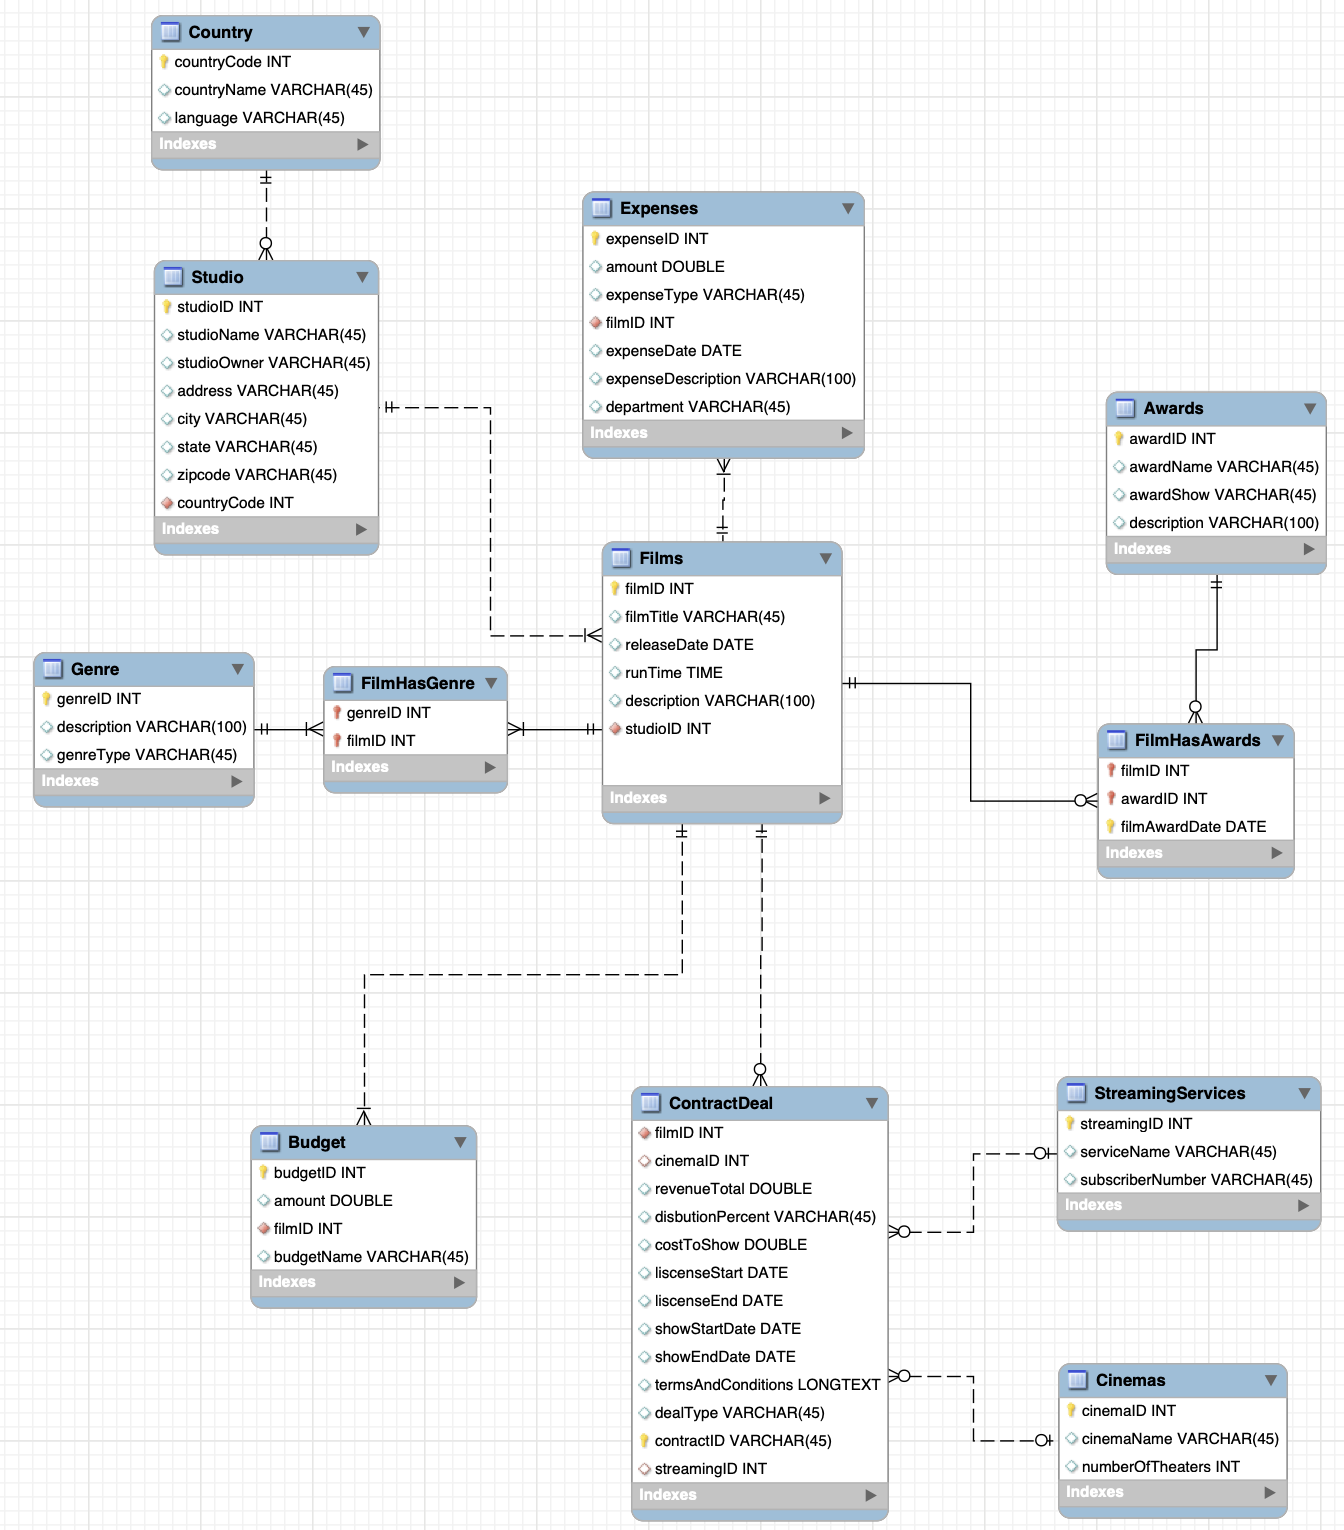 Country
countryCode INT
countryName VARCHAR(45)
language VARCHAR(45)
Indexes
Studio
studioID INT
studioName VARCHAR(45)
studioOwner VARCHAR(45)
address VARCHAR(45)
city VARCHAR(45)
state VARCHAR(45)
zipcode VARCHAR(45)
countryCode INT
Indexes
Expenses
expenseID INT
amount DOUBLE
expenseType VARCHAR(45)
filmID INT
expenseDate DATE
expenseDescription VARCHAR(100)
department VARCHAR(45)
Indexes
Awards
awardID INT
awardName VARCHAR(45)
awardShow VARCHAR(45)
description VARCHAR(100)
Indexes
Films
filmID INT
filmTitle VARCHAR(45)
releaseDate DATE
runTime TIME
description VARCHAR(100)
studioID INT
Indexes
Genre
genreID INT
description VARCHAR(100)
genreType VARCHAR(45)
Indexes
FilmHasGenre
genreID INT
filmID INT
Indexes
FilmHasAwards
filmID INT
awardID INT
filmAwardDate DATE
Indexes
Budget
budgetID INT
amount DOUBLE
filmID INT
budgetName VARCHAR(45)
Indexes
ContractDeal
filmID INT
cinemaID INT
revenueTotal DOUBLE
disbutionPercent VARCHAR(45)
costToShow DOUBLE
liscenseStart DATE
liscenseEnd DATE
showStartDate DATE
showEndDate DATE
termsAndConditions LONGTEXT
dealType VARCHAR(45)
contractID VARCHAR(45)
streamingID INT
Indexes
StreamingServices
streamingID INT
serviceName VARCHAR(45)
subscriberNumber VARCHAR(45)
Indexes
Cinemas
cinemaID INT
cinemaName VARCHAR(45)
numberOfTheaters INT
Indexes